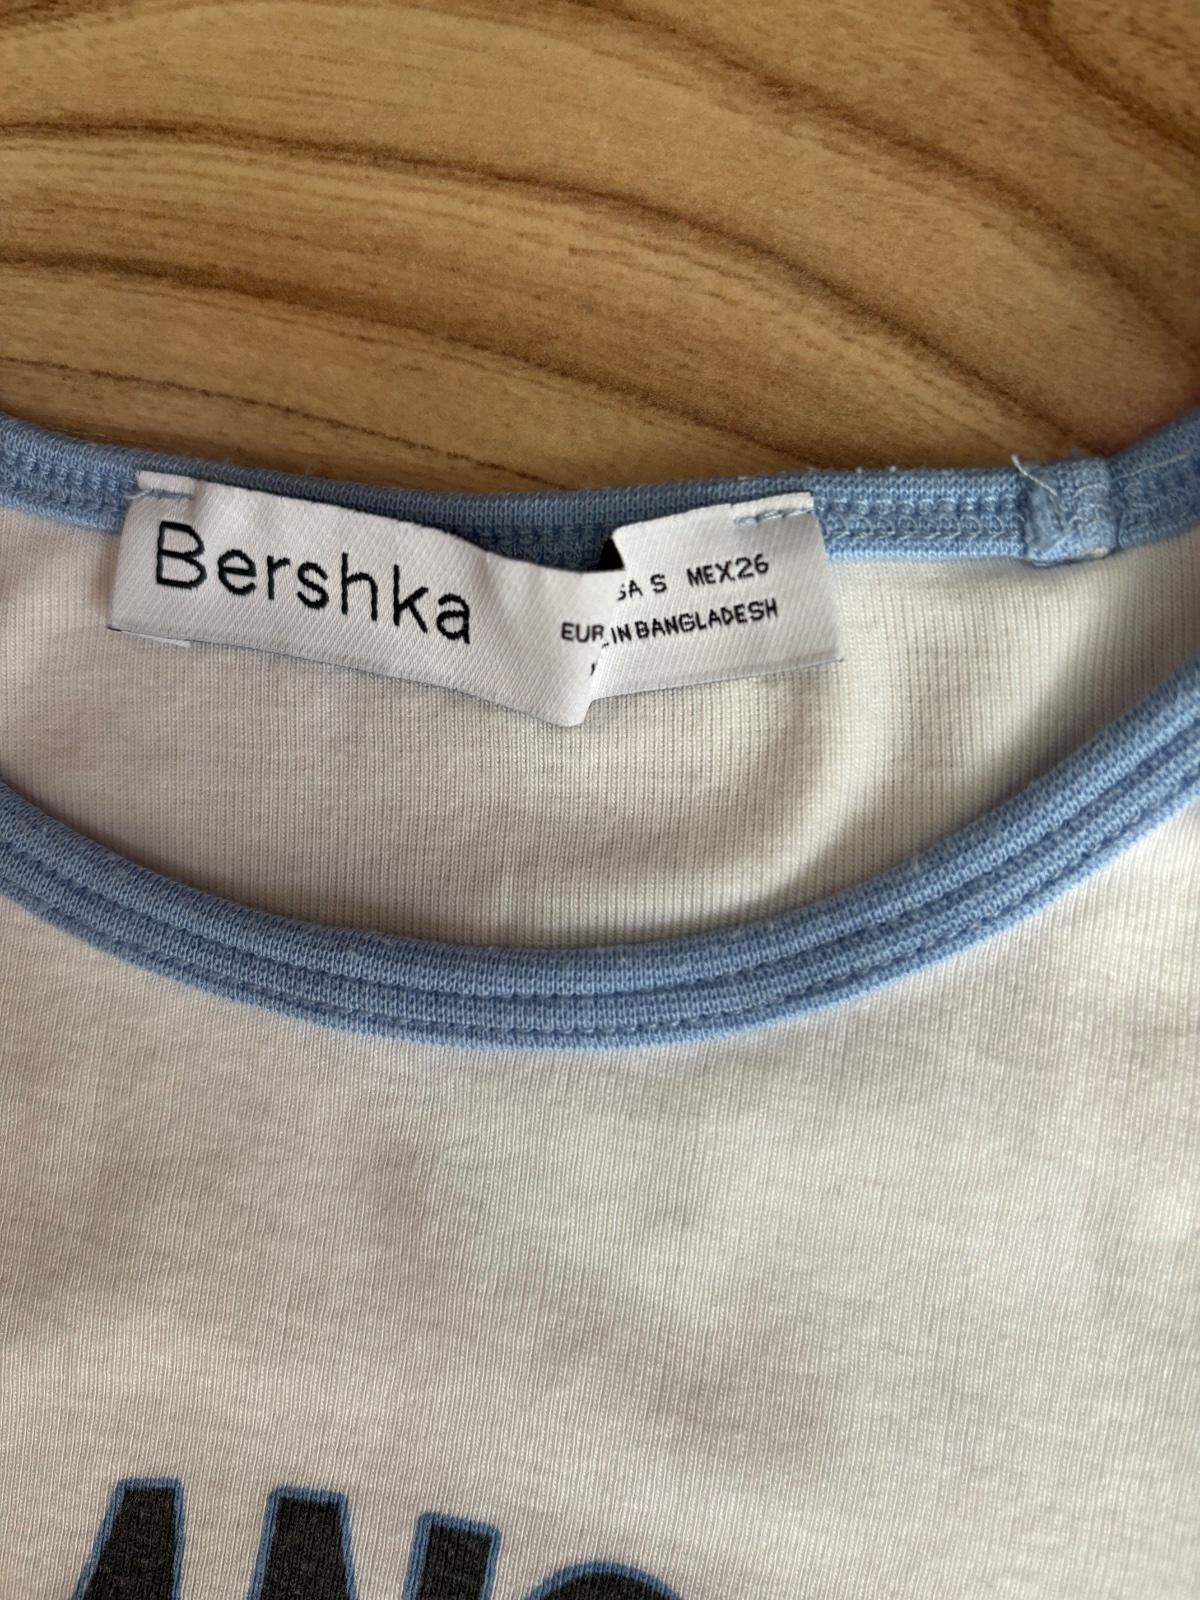 Bershka
EUR SA S MEX26
IN BANGLADESH